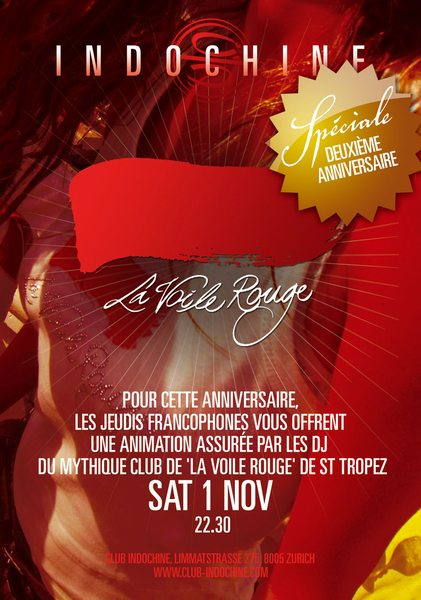 INDOCHINE
Spéciale
DEUXIÈME
ANNIVERSAIRE
La Voile Rouge
POUR CETTE ANNIVERSAIRE,
LES JEUDIS FRANCOPHONES VOUS OFFRENT
UNE ANIMATION ASSURÉE PAR LES DJ
DU MYTHIQUE CLUB DE 'LA VOILE ROUGE' DE ST TROPEZ
SAT 1 NOV
22.30
CLUB INDOCHINE, LIMMATSTRASSE 275, 8005 ZURICH
WWW.CLUB-INDOCHINE.COM